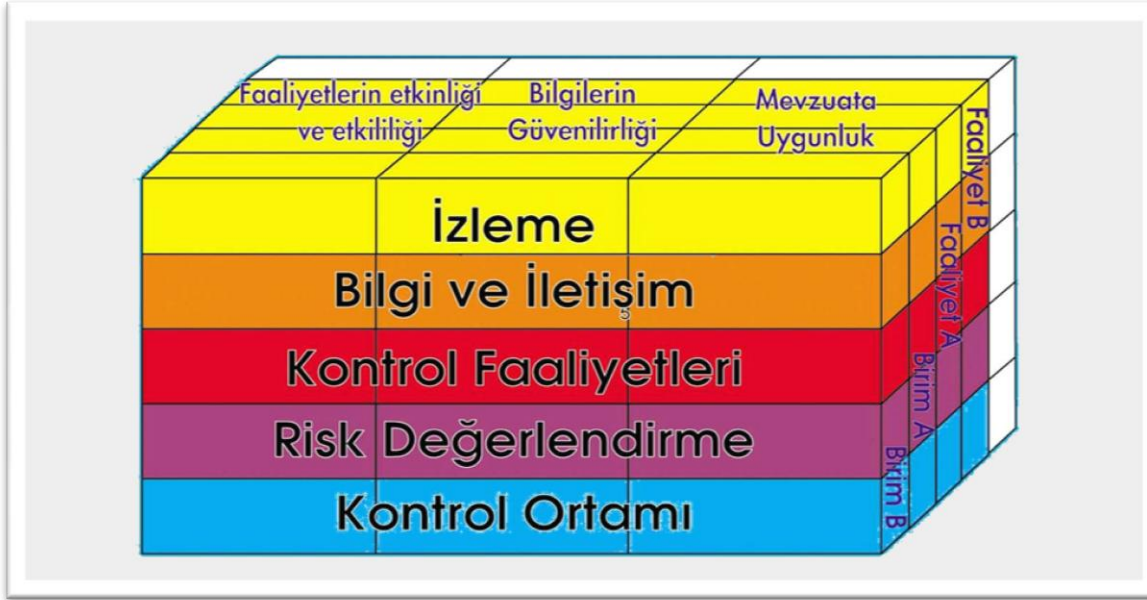 Faaliyetlerin etkinliği
ve etkililiği
Bilgilerin
Güvenilirliği
Mevzuata
Uygunluk
İzleme
Bilgi ve İletişim
Kontrol Faaliyetleri
Risk Değerlendirme
Kontrol Ortamı
Birim B
Birim A
Faaliyet A
Faaliyet B